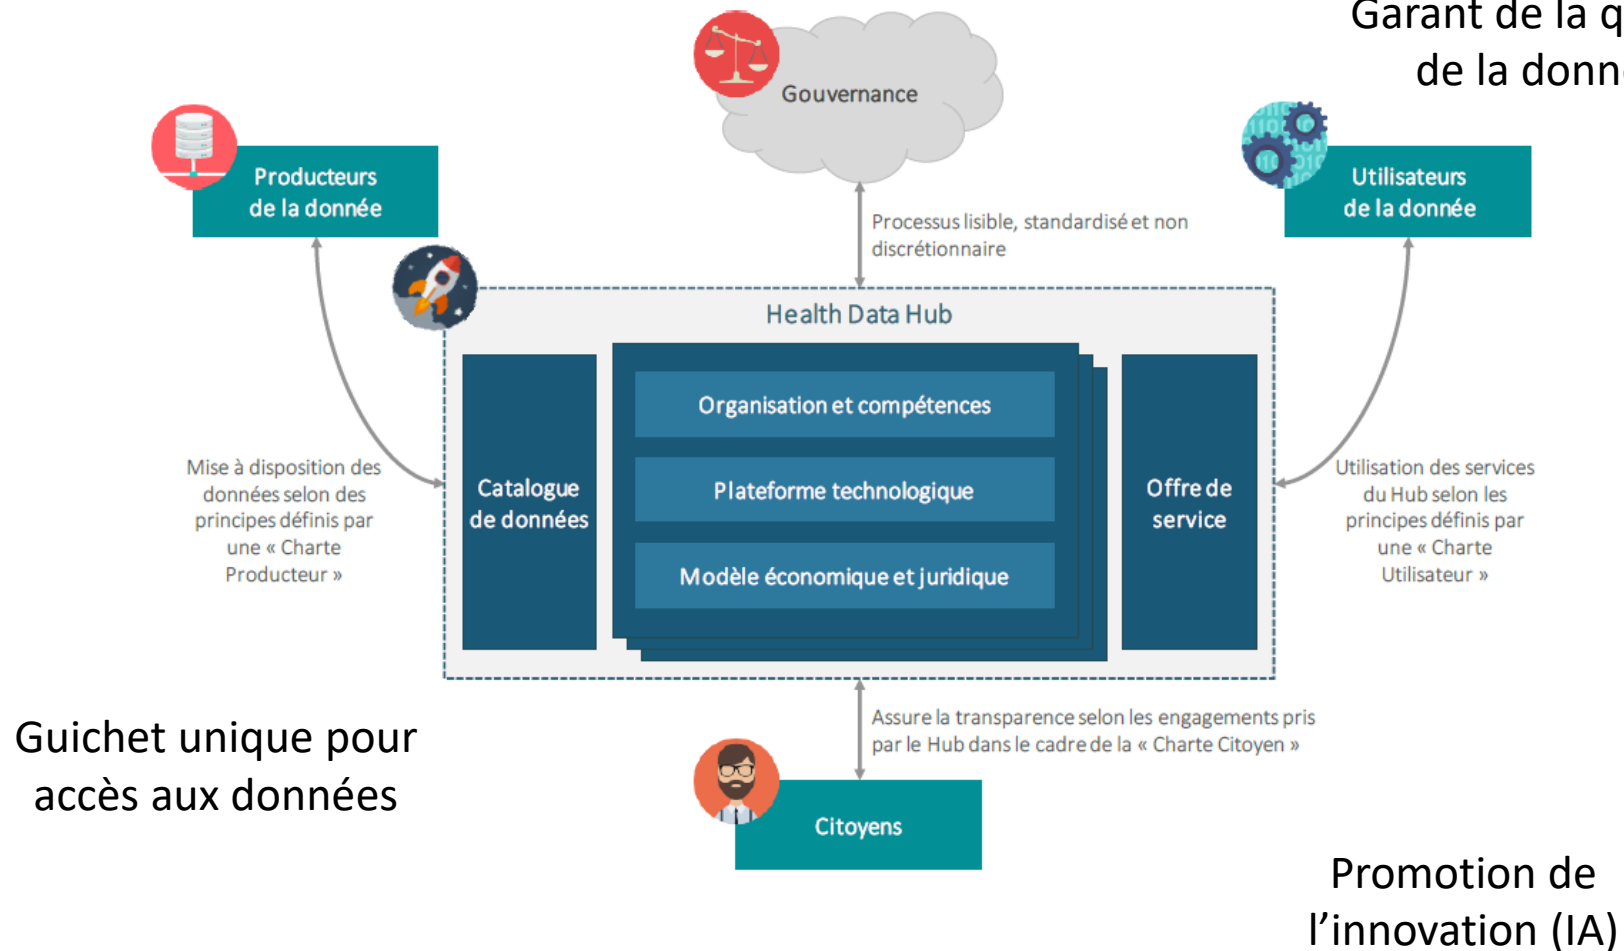 Garant de la q
de la donn
Gouvernance
Producteurs
de la donnée
Utilisateurs
de la donnée
Processus lisible, standardisé et non
discrétionnaire
Health Data Hub
Organisation et compétences
Plateforme technologique
Modèle économique et juridique
Catalogue
de données
Offre de
service
Mise à disposition des
données selon des
principes définis par
une « Charte
Producteur »
Utilisation des services
du Hub selon les
principes définis par
une « Charte
Utilisateur »
Assure la transparence selon les engagements pris
par le Hub dans le cadre de la « Charte Citoyen »
Guichet unique pour
accès aux données
Citoyens
Promotion de
l’innovation (IA)